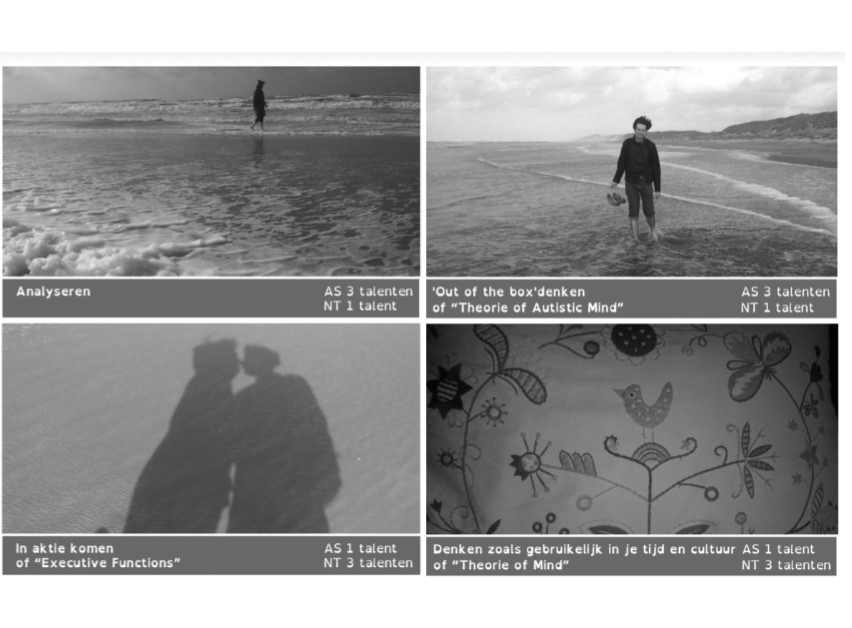 Analyseren AS 3 talenten
NT 1 talent
'Out of the box'denken AS 3 talenten
of “Theorie of Autistic Mind” NT 1 talent
In aktie komen AS 1 talent
of “Executive Functions” NT 3 talenten
Denken zoals gebruikelijk in je tijd en cultuur AS 1 talent
of “Theorie of Mind” NT 3 talenten